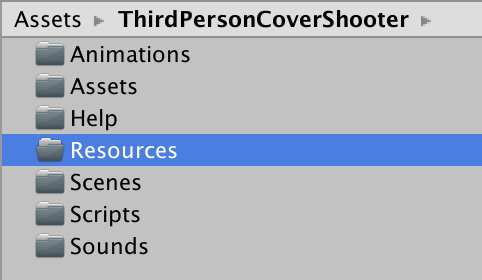 Assets ▸ ThirdPersonCoverShooter ▸
Animations
Assets
Help
Resources
Scenes
Scripts
Sounds